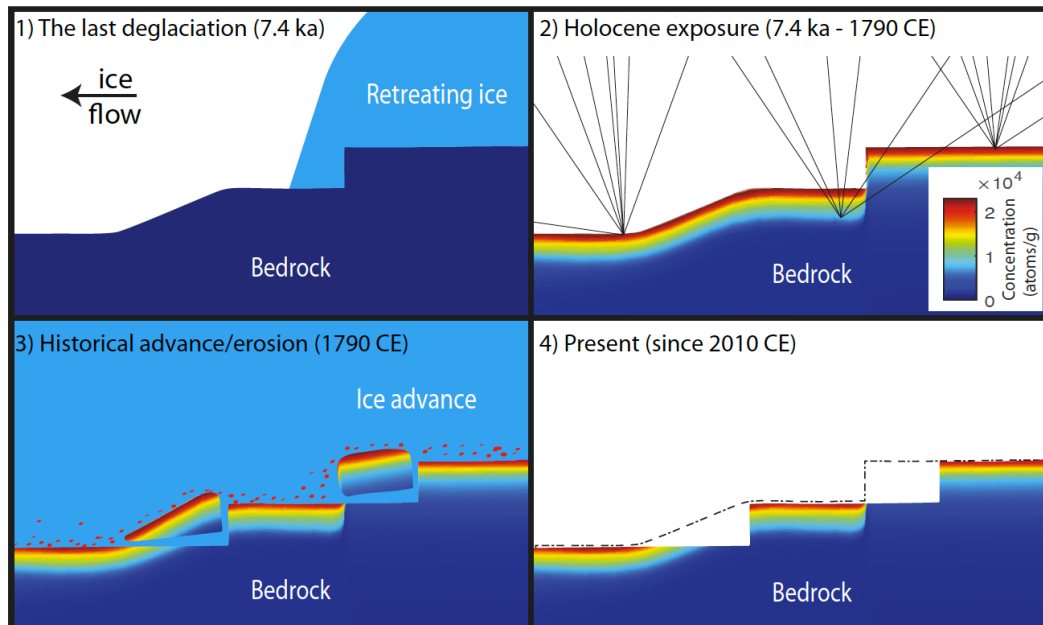 1) The last deglaciation (7.4 ka)
ice
flow
Retreating ice
Bedrock
2) Holocene exposure (7.4 ka - 1790 CE)
Bedrock
× 10⁴
2
1
0
Concentration
(atoms/g)
3) Historical advance/erosion (1790 CE)
Ice advance
Bedrock
4) Present (since 2010 CE)
Bedrock